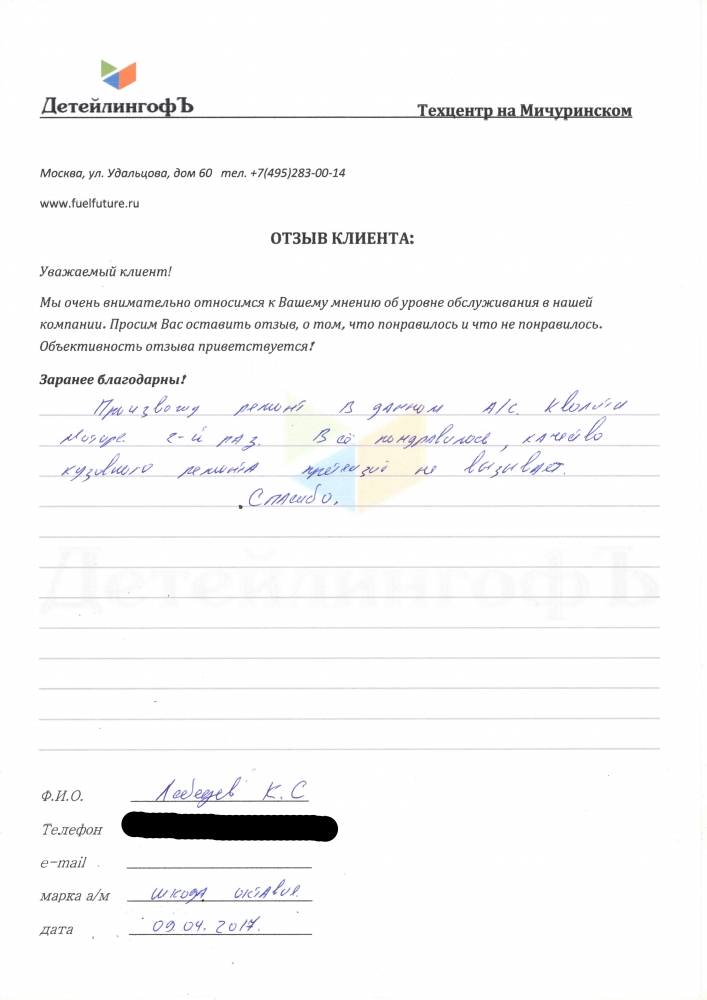 ДетейлингофЪ
Техцентр на Мичуринском
Москва, ул. Удальцова, дом 60 тел. +7(495)283-00-14
www.fuelfuture.ru
ОТЗЫВ КЛИЕНТА:
Уважаемый клиент!
Мы очень внимательно относимся к Вашему мнению об уровне обслуживания в нашей
компании. Просим Вас оставить отзыв, о том, что понравилось и что не понравилось.
Объективность отзыва приветствуется!
Заранее благодарны!
Произвожу ремонт в данном А/С. Кволити
Моторс 2-й раз. Всё пондравилось, качество
кузовного ремонта претензий не вызывает.
Спасибо.
ДетейлингофЪ
Ф.И.О. Лебедев К.С
Телефон
e-mail
марка а/м шкода октавия
дата 09.04.2017.